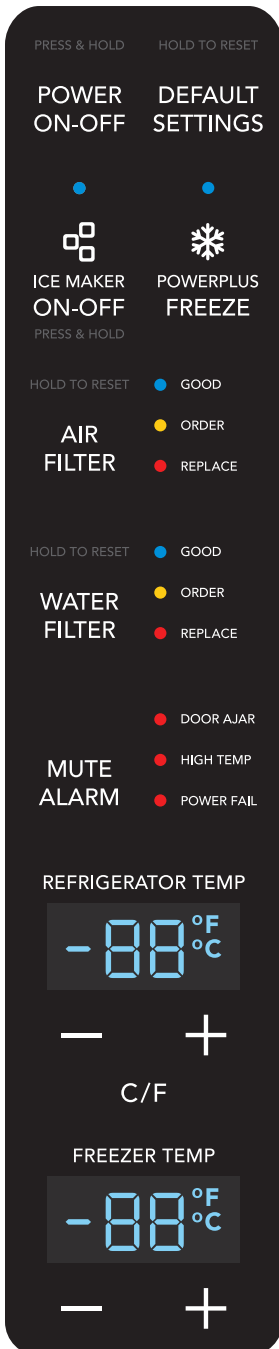 PRESS & HOLD
HOLD TO RESET
POWER
ON-OFF
DEFAULT
SETTINGS
ICE MAKER
ON-OFF
PRESS & HOLD
POWERPLUS
FREEZE
HOLD TO RESET
AIR
FILTER
GOOD
ORDER
REPLACE
HOLD TO RESET
WATER
FILTER
GOOD
ORDER
REPLACE
MUTE
ALARM
DOOR AJAR
HIGH TEMP
POWER FAIL
REFRIGERATOR TEMP
-88 °F
°C
− +
C/F
FREEZER TEMP
-88 °F
°C
− +